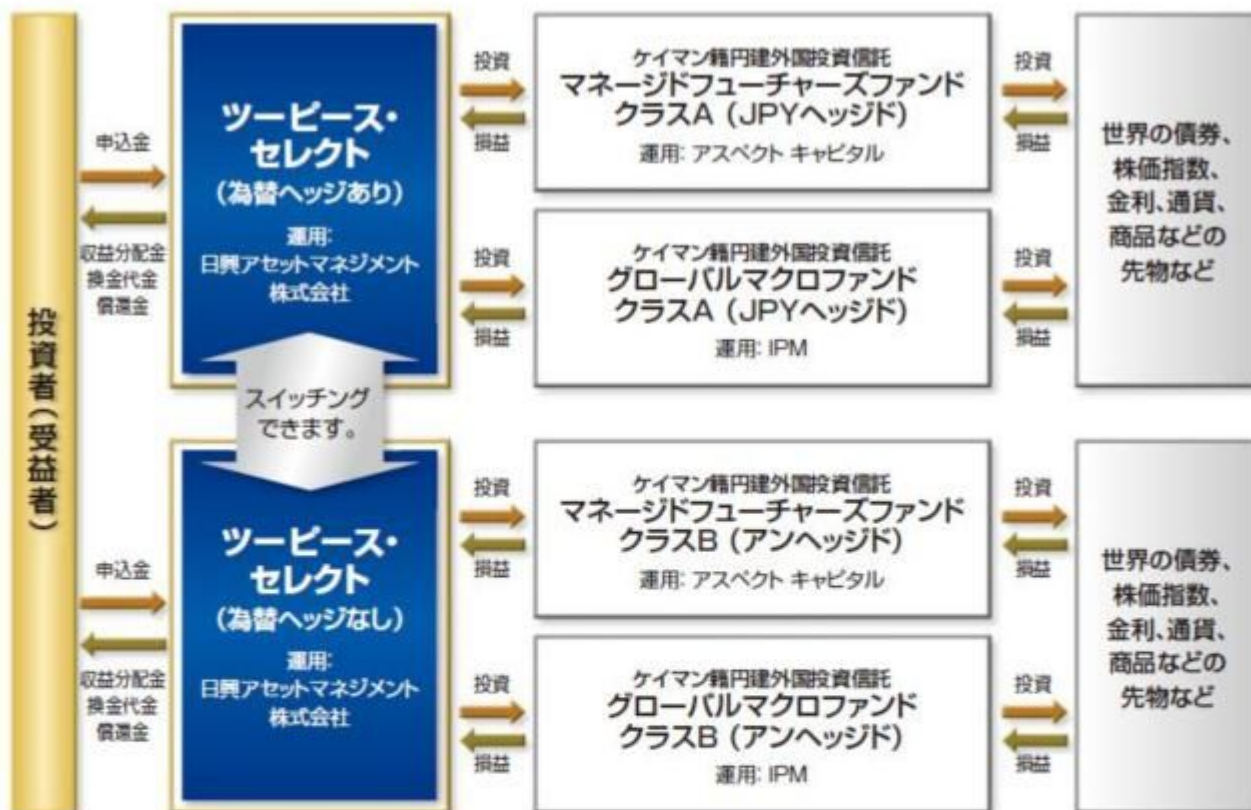 投資者(受益者)
申込金
収益分配金
換金代金
償還金
ツーピース・
セレクト
(為替ヘッジあり)
運用:
日興アセットマネジメント
株式会社
投資
損益
ケイマン籍円建外国投資信託
マネージドフューチャーズファンド
クラスA (JPYヘッジド)
運用: アスペクト キャピタル
投資
損益
投資
損益
ケイマン籍円建外国投資信託
グローバルマクロファンド
クラスA (JPYヘッジド)
運用: IPM
投資
損益
世界の債券、
株価指数、
金利、通貨、
商品などの
先物など
スイッチング
できます。
申込金
収益分配金
換金代金
償還金
ツーピース・
セレクト
(為替ヘッジなし)
運用:
日興アセットマネジメント
株式会社
投資
損益
ケイマン籍円建外国投資信託
マネージドフューチャーズファンド
クラスB (アンヘッジド)
運用: アスペクト キャピタル
投資
損益
投資
損益
ケイマン籍円建外国投資信託
グローバルマクロファンド
クラスB (アンヘッジド)
運用: IPM
投資
損益
世界の債券、
株価指数、
金利、通貨、
商品などの
先物など